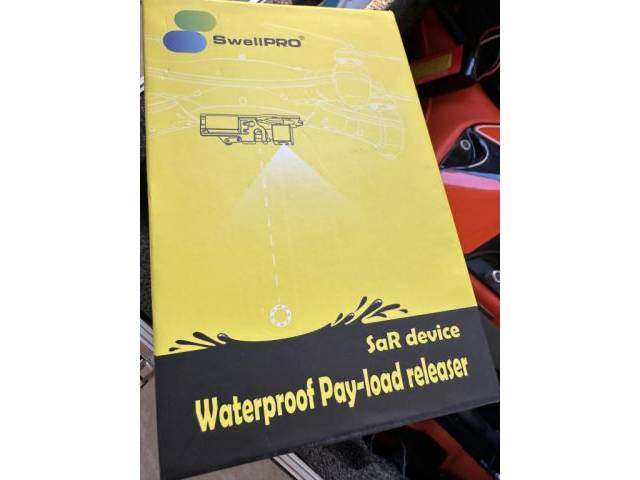 SwellPRO®
SaR device
Waterproof Pay-load releaser